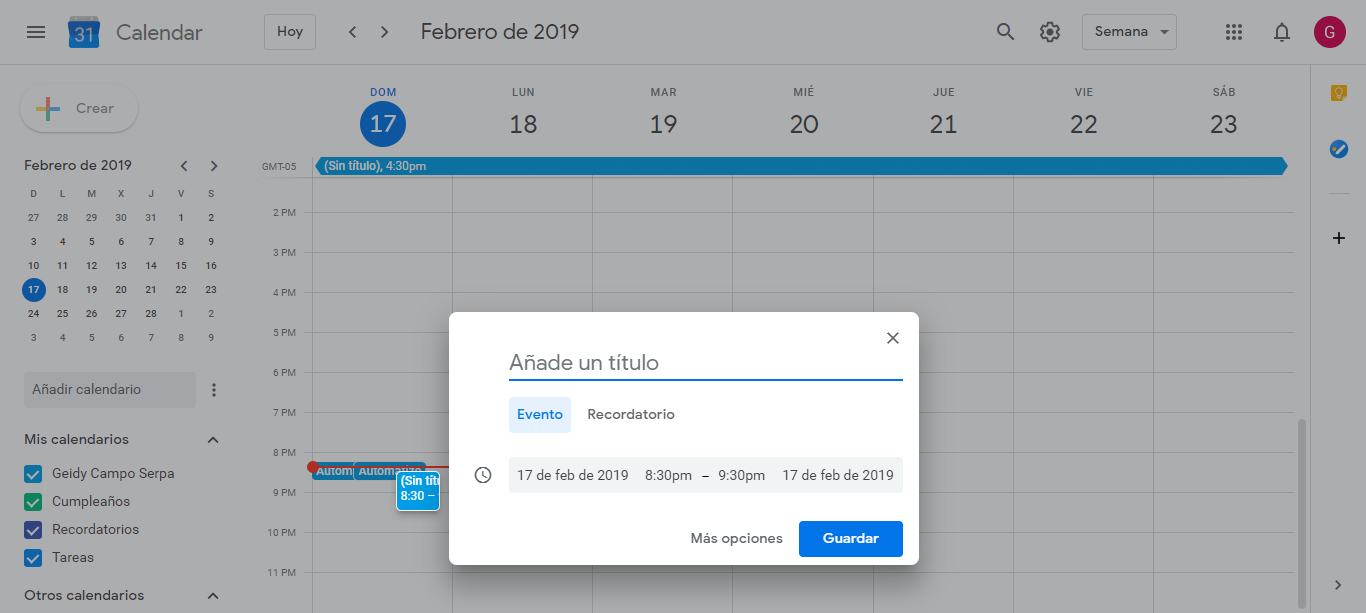 31 Calendar Hoy Febrero de 2019 Semana G
Crear
Febrero de 2019
D L M X J V S
27 28 29 30 31 1 2
3 4 5 6 7 8 9
10 11 12 13 14 15 16
17 18 19 20 21 22 23
24 25 26 27 28 1 2
3 4 5 6 7 8 9
Añadir calendario
Mis calendarios
Geidy Campo Serpa
Cumpleaños
Recordatorios
Tareas
Otros calendarios
DOM LUN MAR MIÉ JUE VIE SÁB
17 18 19 20 21 22 23
GMT-05 (Sin título), 4:30pm
2 PM
3 PM
4 PM
5 PM
6 PM
7 PM
8 PM
9 PM
10 PM
11 PM
Autom
(Sin tít
8:30 –
Añade un título
Evento Recordatorio
17 de feb de 2019 8:30pm – 9:30pm 17 de feb de 2019
Más opciones Guardar